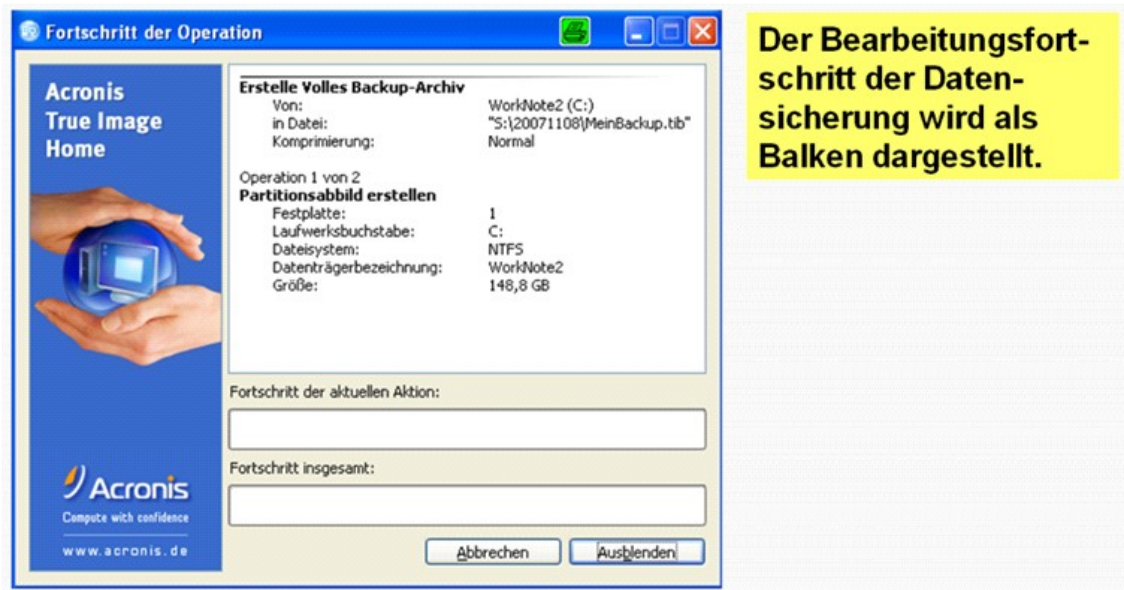 Fortschritt der Operation
Acronis
True Image
Home
Erstelle Volles Backup-Archiv
Von: WorkNote2 (C:)
in Datei: "S:\20071108\MeinBackup.tib"
Komprimierung: Normal
Operation 1 von 2
Partitionsabbild erstellen
Festplatte: 1
Laufwerksbuchstabe: C:
Dateisystem: NTFS
Datenträgerbezeichnung: WorkNote2
Größe: 148,8 GB
Fortschritt der aktuellen Aktion:
Fortschritt insgesamt:
Acronis
Compute with confidence
www.acronis.de
Abbrechen Ausblenden
Der Bearbeitungsfort-
schritt der Daten-
sicherung wird als
Balken dargestellt.